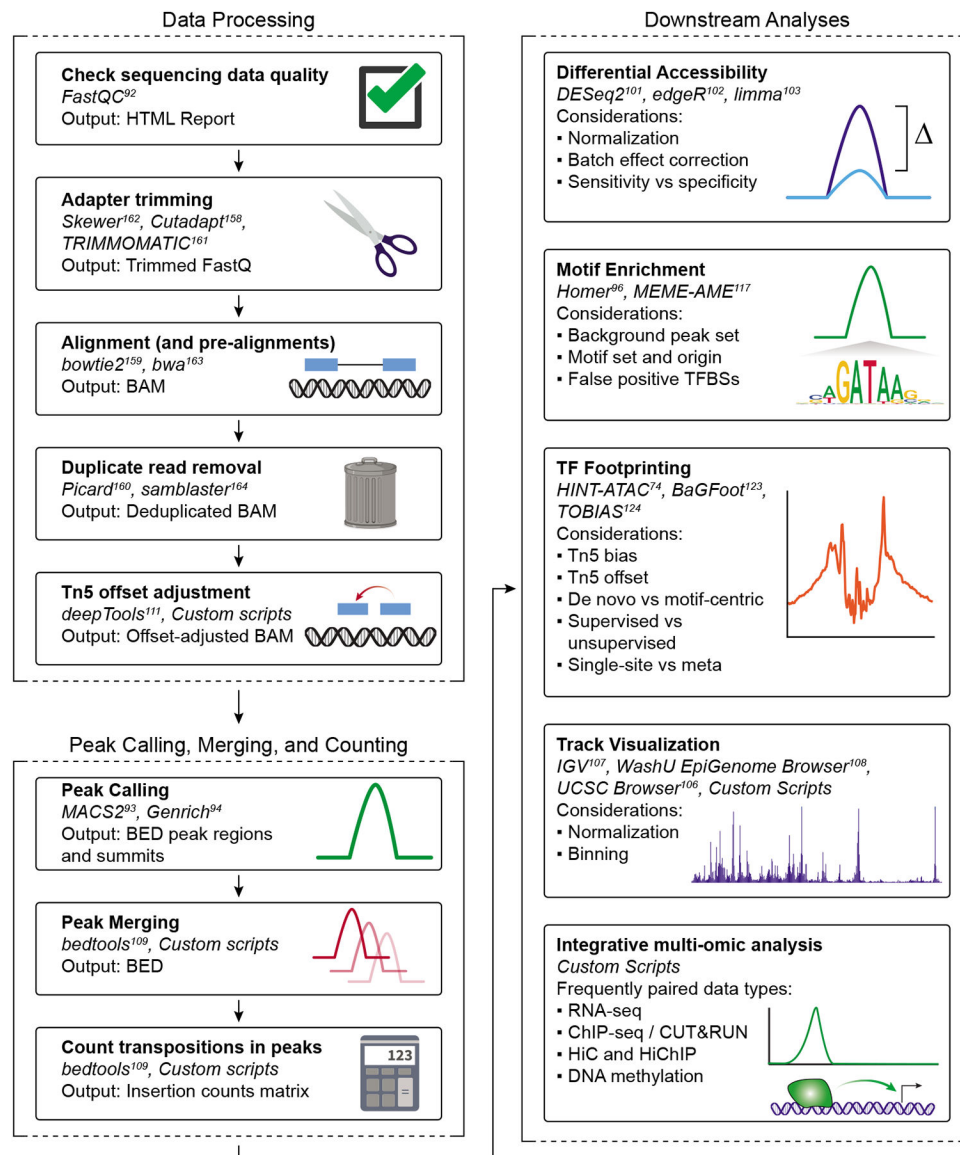 Data Processing
Check sequencing data quality
FastQC92
Output: HTML Report
Adapter trimming
Skewer162, Cutadapt158,
TRIMMOMATIC161
Output: Trimmed FastQ
Alignment (and pre-alignments)
bowtie2159, bwa163
Output: BAM
Duplicate read removal
Picard160, samblaster164
Output: Deduplicated BAM
Tn5 offset adjustment
deepTools111, Custom scripts
Output: Offset-adjusted BAM
Peak Calling, Merging, and Counting
Peak Calling
MACS293, Genrich94
Output: BED peak regions
and summits
Peak Merging
bedtools109, Custom scripts
Output: BED
Count transpositions in peaks
bedtools109, Custom scripts
Output: Insertion counts matrix
123
=
Downstream Analyses
Differential Accessibility
DESeq2101, edgeR102, limma103
Considerations:
▪ Normalization
▪ Batch effect correction
▪ Sensitivity vs specificity
Δ
Motif Enrichment
Homer96, MEME-AME117
Considerations:
▪ Background peak set
▪ Motif set and origin
▪ False positive TFBSs
GATAA
TF Footprinting
HINT-ATAC74, BaGFoot123,
TOBIAS124
Considerations:
▪ Tn5 bias
▪ Tn5 offset
▪ De novo vs motif-centric
▪ Supervised vs
unsupervised
▪ Single-site vs meta
Track Visualization
IGV107, WashU EpiGenome Browser108,
UCSC Browser106, Custom Scripts
Considerations:
▪ Normalization
▪ Binning
Integrative multi-omic analysis
Custom Scripts
Frequently paired data types:
▪ RNA-seq
▪ ChIP-seq / CUT&RUN
▪ HiC and HiChIP
▪ DNA methylation